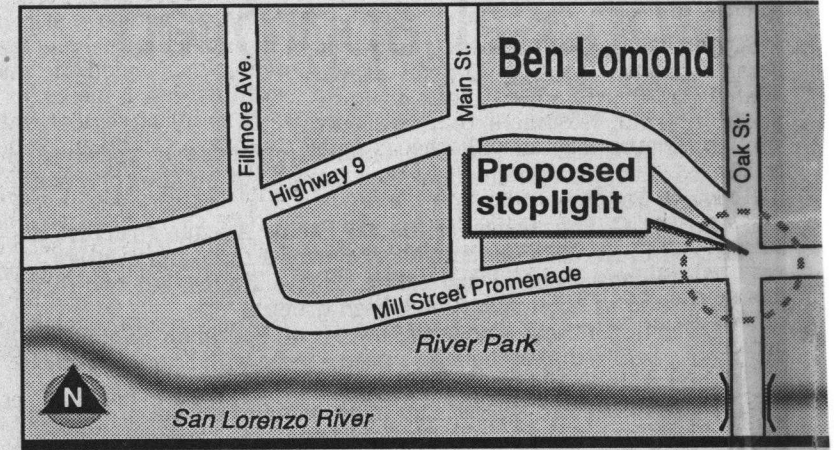 Ben Lomond
Fillmore Ave.
Main St.
Oak St.
Highway 9
Proposed
stoplight
Mill Street Promenade
River Park
N
San Lorenzo River